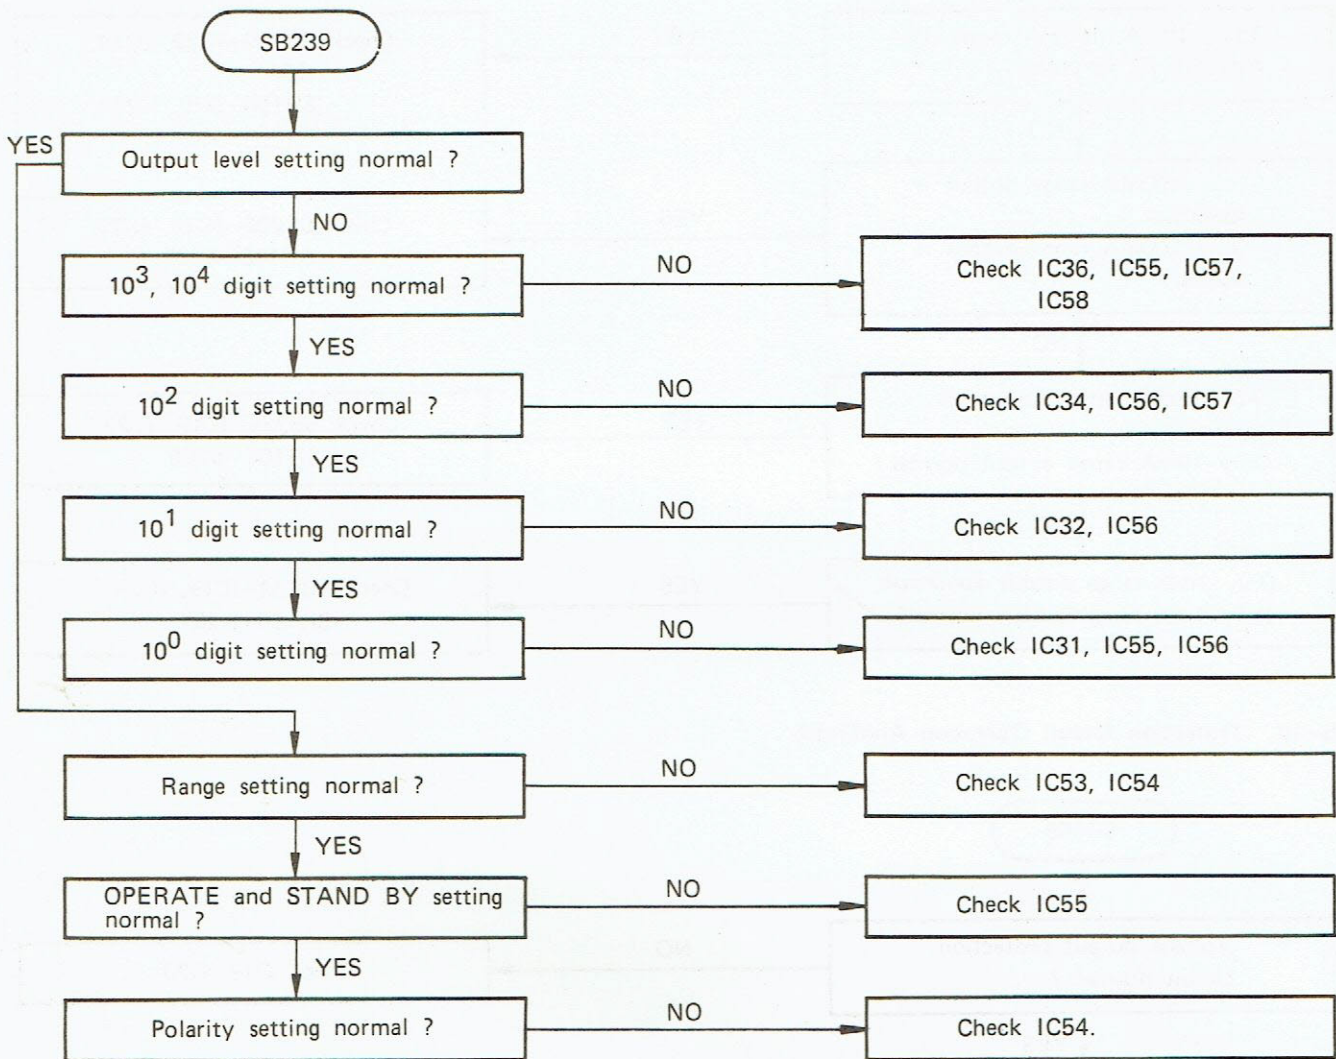 SB239
YES
Output level setting normal ?
NO
10³, 10⁴ digit setting normal ?
NO
Check IC36, IC55, IC57,
IC58
YES
10² digit setting normal ?
NO
Check IC34, IC56, IC57
YES
10¹ digit setting normal ?
NO
Check IC32, IC56
YES
10⁰ digit setting normal ?
NO
Check IC31, IC55, IC56
Range setting normal ?
NO
Check IC53, IC54
YES
OPERATE and STAND BY setting
normal ?
NO
Check IC55
YES
Polarity setting normal ?
NO
Check IC54.